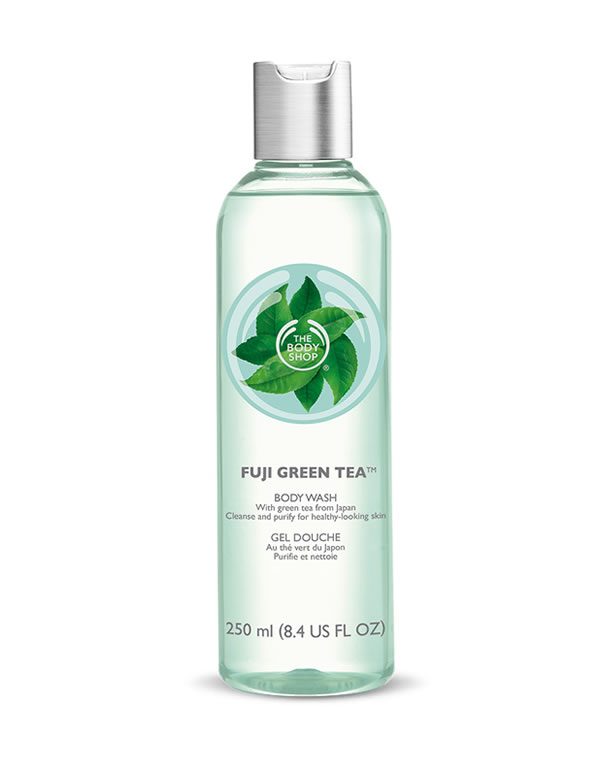 THE
BODY
SHOP
®
FUJI GREEN TEA™
BODY WASH
With green tea from Japan
Cleanse and purify for healthy-looking skin
GEL DOUCHE
Au thé vert du Japon
Purifie et nettoie
250 ml (8.4 US FL OZ)